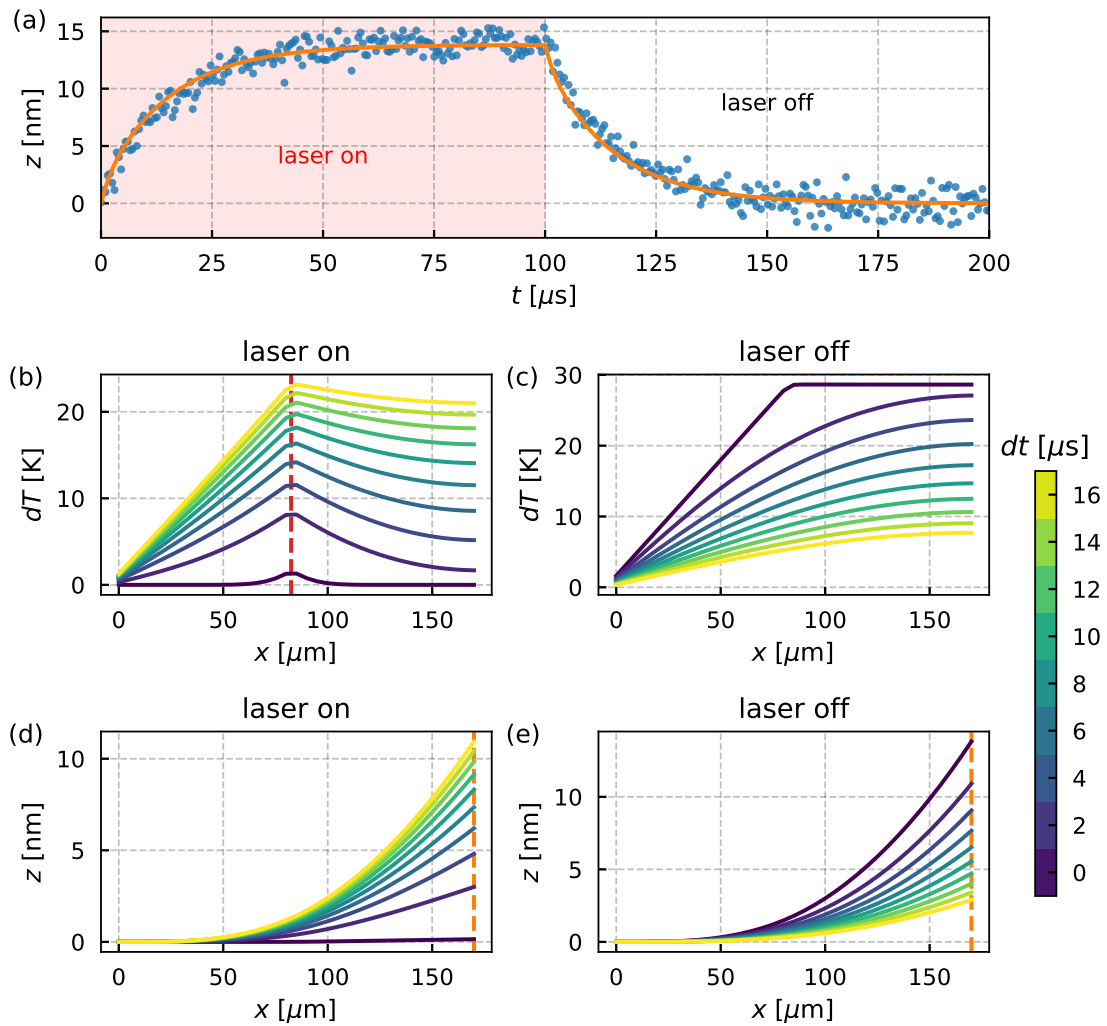 (a)
z [nm]
15
10
5
0
laser on
laser off
0 25 50 75 100 125 150 175 200
t [μs]
(b)
laser on
dT [K]
20
10
0
0 50 100 150
x [μm]
(c)
laser off
dT [K]
30
20
10
0
0 50 100 150
x [μm]
dt [μs]
16
14
12
10
8
6
4
2
0
(d)
laser on
z [nm]
10
5
0
0 50 100 150
x [μm]
(e)
laser off
z [nm]
10
5
0
0 50 100 150
x [μm]